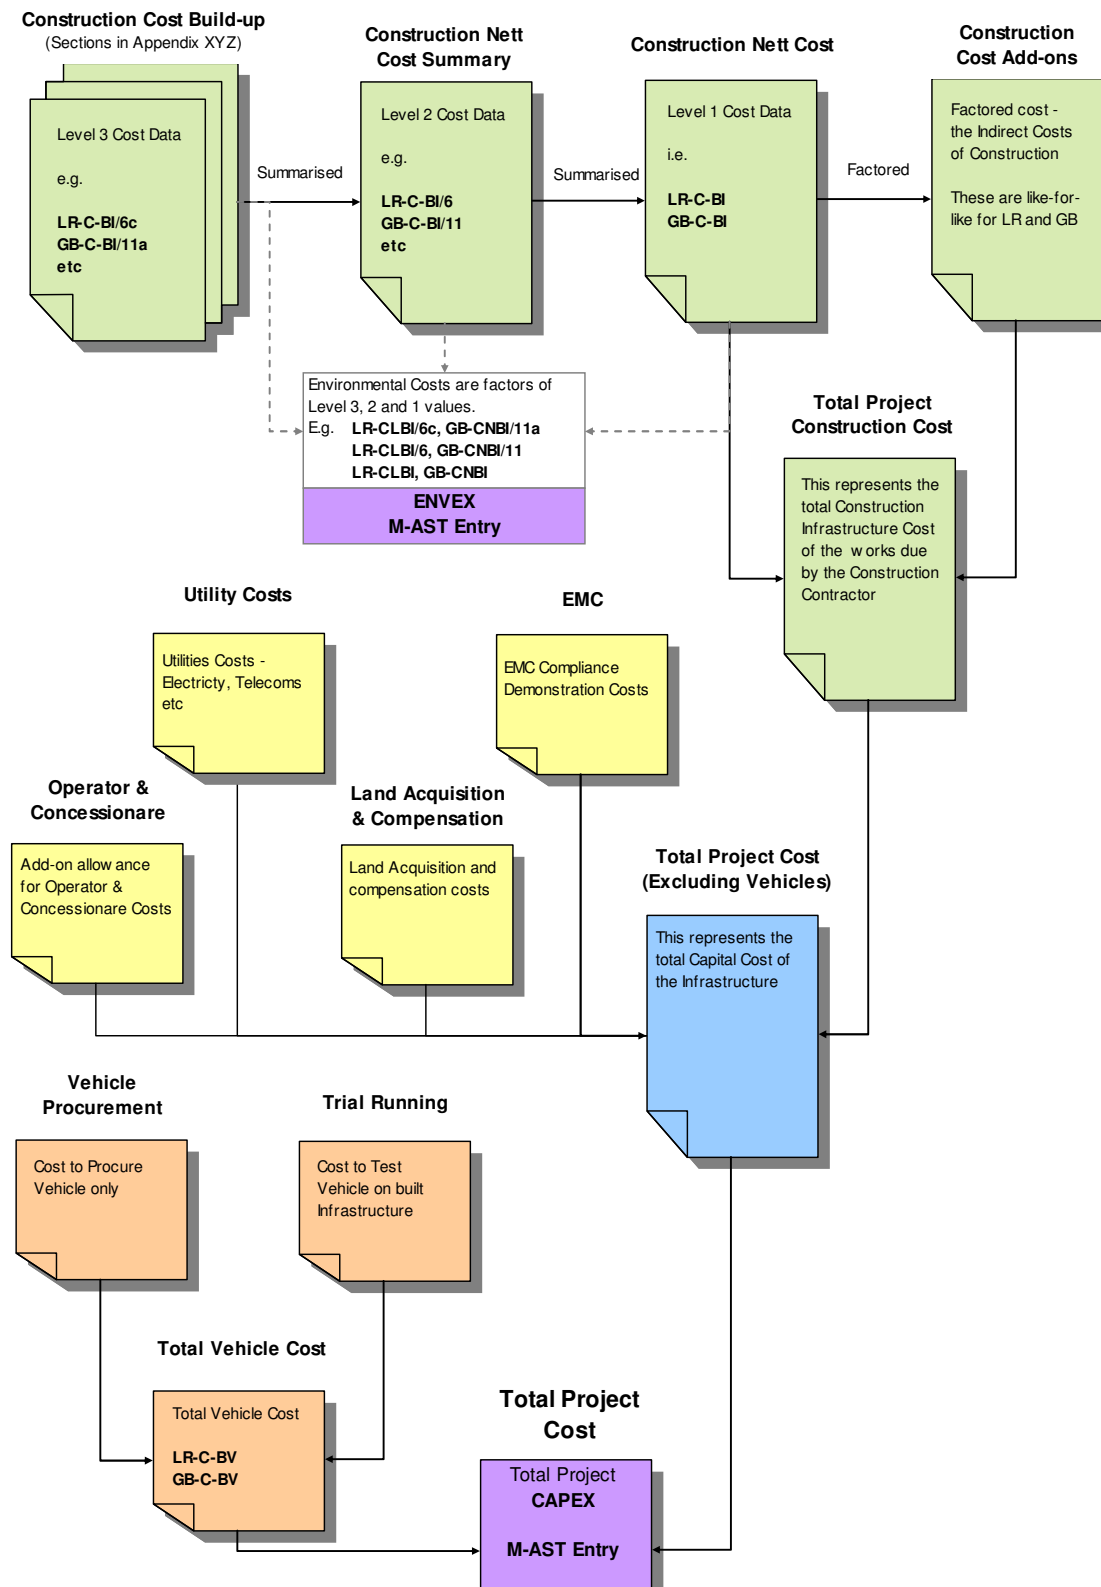 Construction Cost Build-up
(Sections in Appendix XYZ)
Construction Nett
Cost Summary
Construction Nett Cost
Construction
Cost Add-ons
Level 3 Cost Data
e.g.
LR-C-BI/6c
GB-C-BI/11a
etc
Summarised
Level 2 Cost Data
e.g.
LR-C-BI/6
GB-C-BI/11
etc
Summarised
Level 1 Cost Data
i.e.
LR-C-BI
GB-C-BI
Factored
Factored cost -
the Indirect Costs
of Construction
These are like-for-
like for LR and GB
Environmental Costs are factors of
Level 3, 2 and 1 values.
E.g. LR-CLBI/6c, GB-CNBI/11a
LR-CLBI/6, GB-CNBI/11
LR-CLBI, GB-CNBI
ENVEX
M-AST Entry
Total Project
Construction Cost
This represents the
total Construction
Infrastructure Cost
of the works due
by the Construction
Contractor
Utility Costs
Utilities Costs -
Electricty, Telecoms
etc
EMC
EMC Compliance
Demonstration Costs
Operator &
Concessionare
Add-on allowance
for Operator &
Concessionare Costs
Land Acquisition
& Compensation
Land Acquisition and
compensation costs
Total Project Cost
(Excluding Vehicles)
This represents the
total Capital Cost of
the Infrastructure
Vehicle
Procurement
Cost to Procure
Vehicle only
Trial Running
Cost to Test
Vehicle on built
Infrastructure
Total Vehicle Cost
Total Vehicle Cost
LR-C-BV
GB-C-BV
Total Project
Cost
Total Project
CAPEX
M-AST Entry